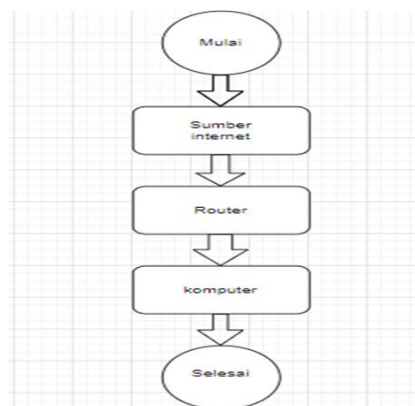 Mulai
Sumber
internet
Router
komputer
Selesai